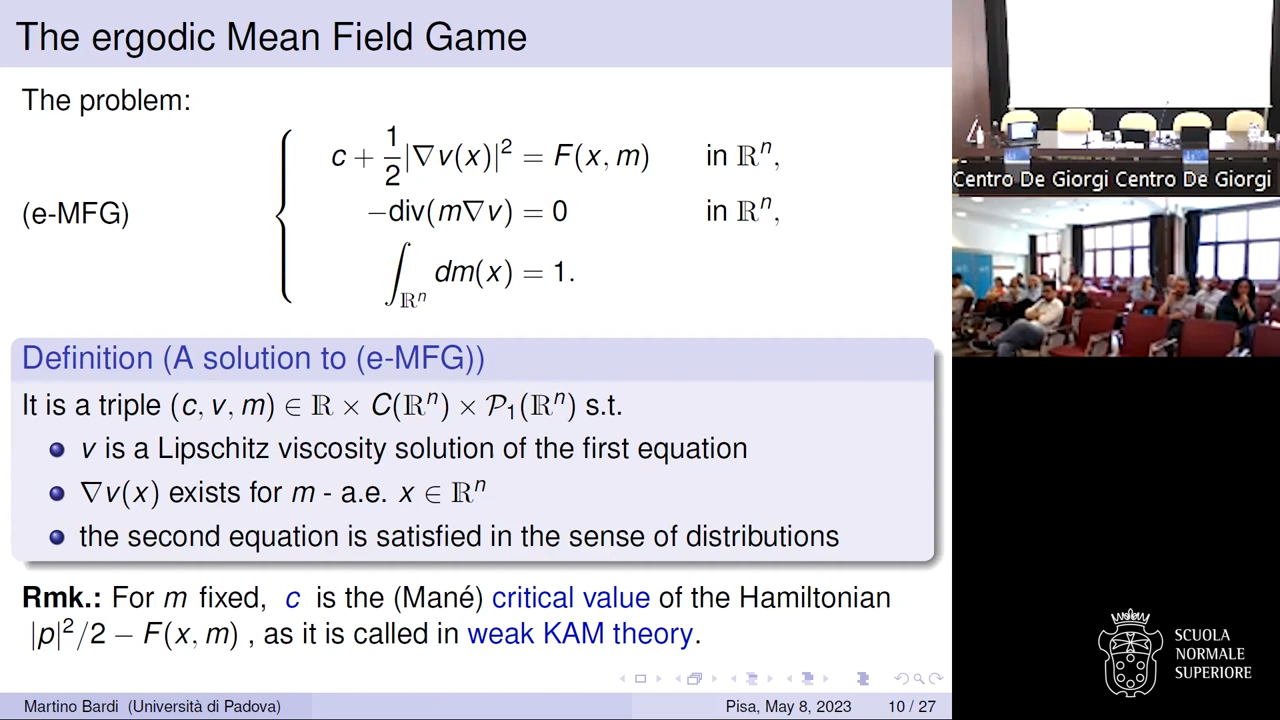 The ergodic Mean Field Game
The problem:
(e-MFG)
c + 1/2|∇v(x)|² = F(x, m) in ℝⁿ,
−div(m∇v) = 0 in ℝⁿ,
∫_ℝⁿ dm(x) = 1.
Definition (A solution to (e-MFG))
It is a triple (c, v, m) ∈ ℝ × C(ℝⁿ) × 𝒫₁(ℝⁿ) s.t.
v is a Lipschitz viscosity solution of the first equation
∇v(x) exists for m - a.e. x ∈ ℝⁿ
the second equation is satisfied in the sense of distributions
Rmk.: For m fixed, c is the (Mané) critical value of the Hamiltonian
|p|²/2 − F(x, m) , as it is called in weak KAM theory.
Martino Bardi (Università di Padova) Pisa, May 8, 2023 10 / 27
Centro De Giorgi Centro De Giorgi
SCUOLA
NORMALE
SUPERIORE